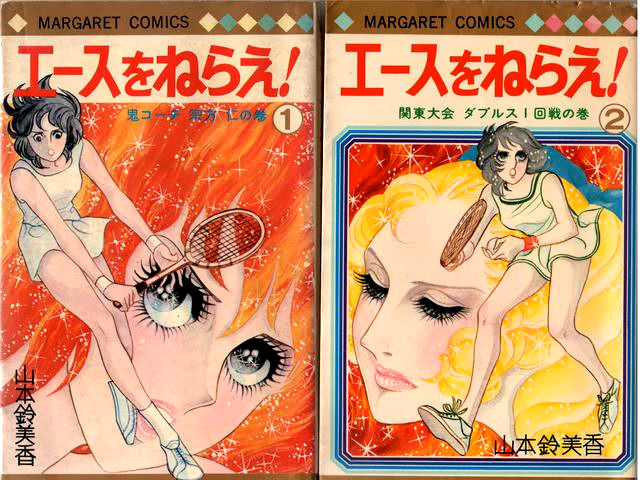 MARGARET COMICS
エースをねらえ!
鬼コーチ 宗方 仁の巻
1
山本鈴美香
MARGARET COMICS
エースをねらえ!
関東大会 ダブルス1回戦の巻
2
山本鈴美香